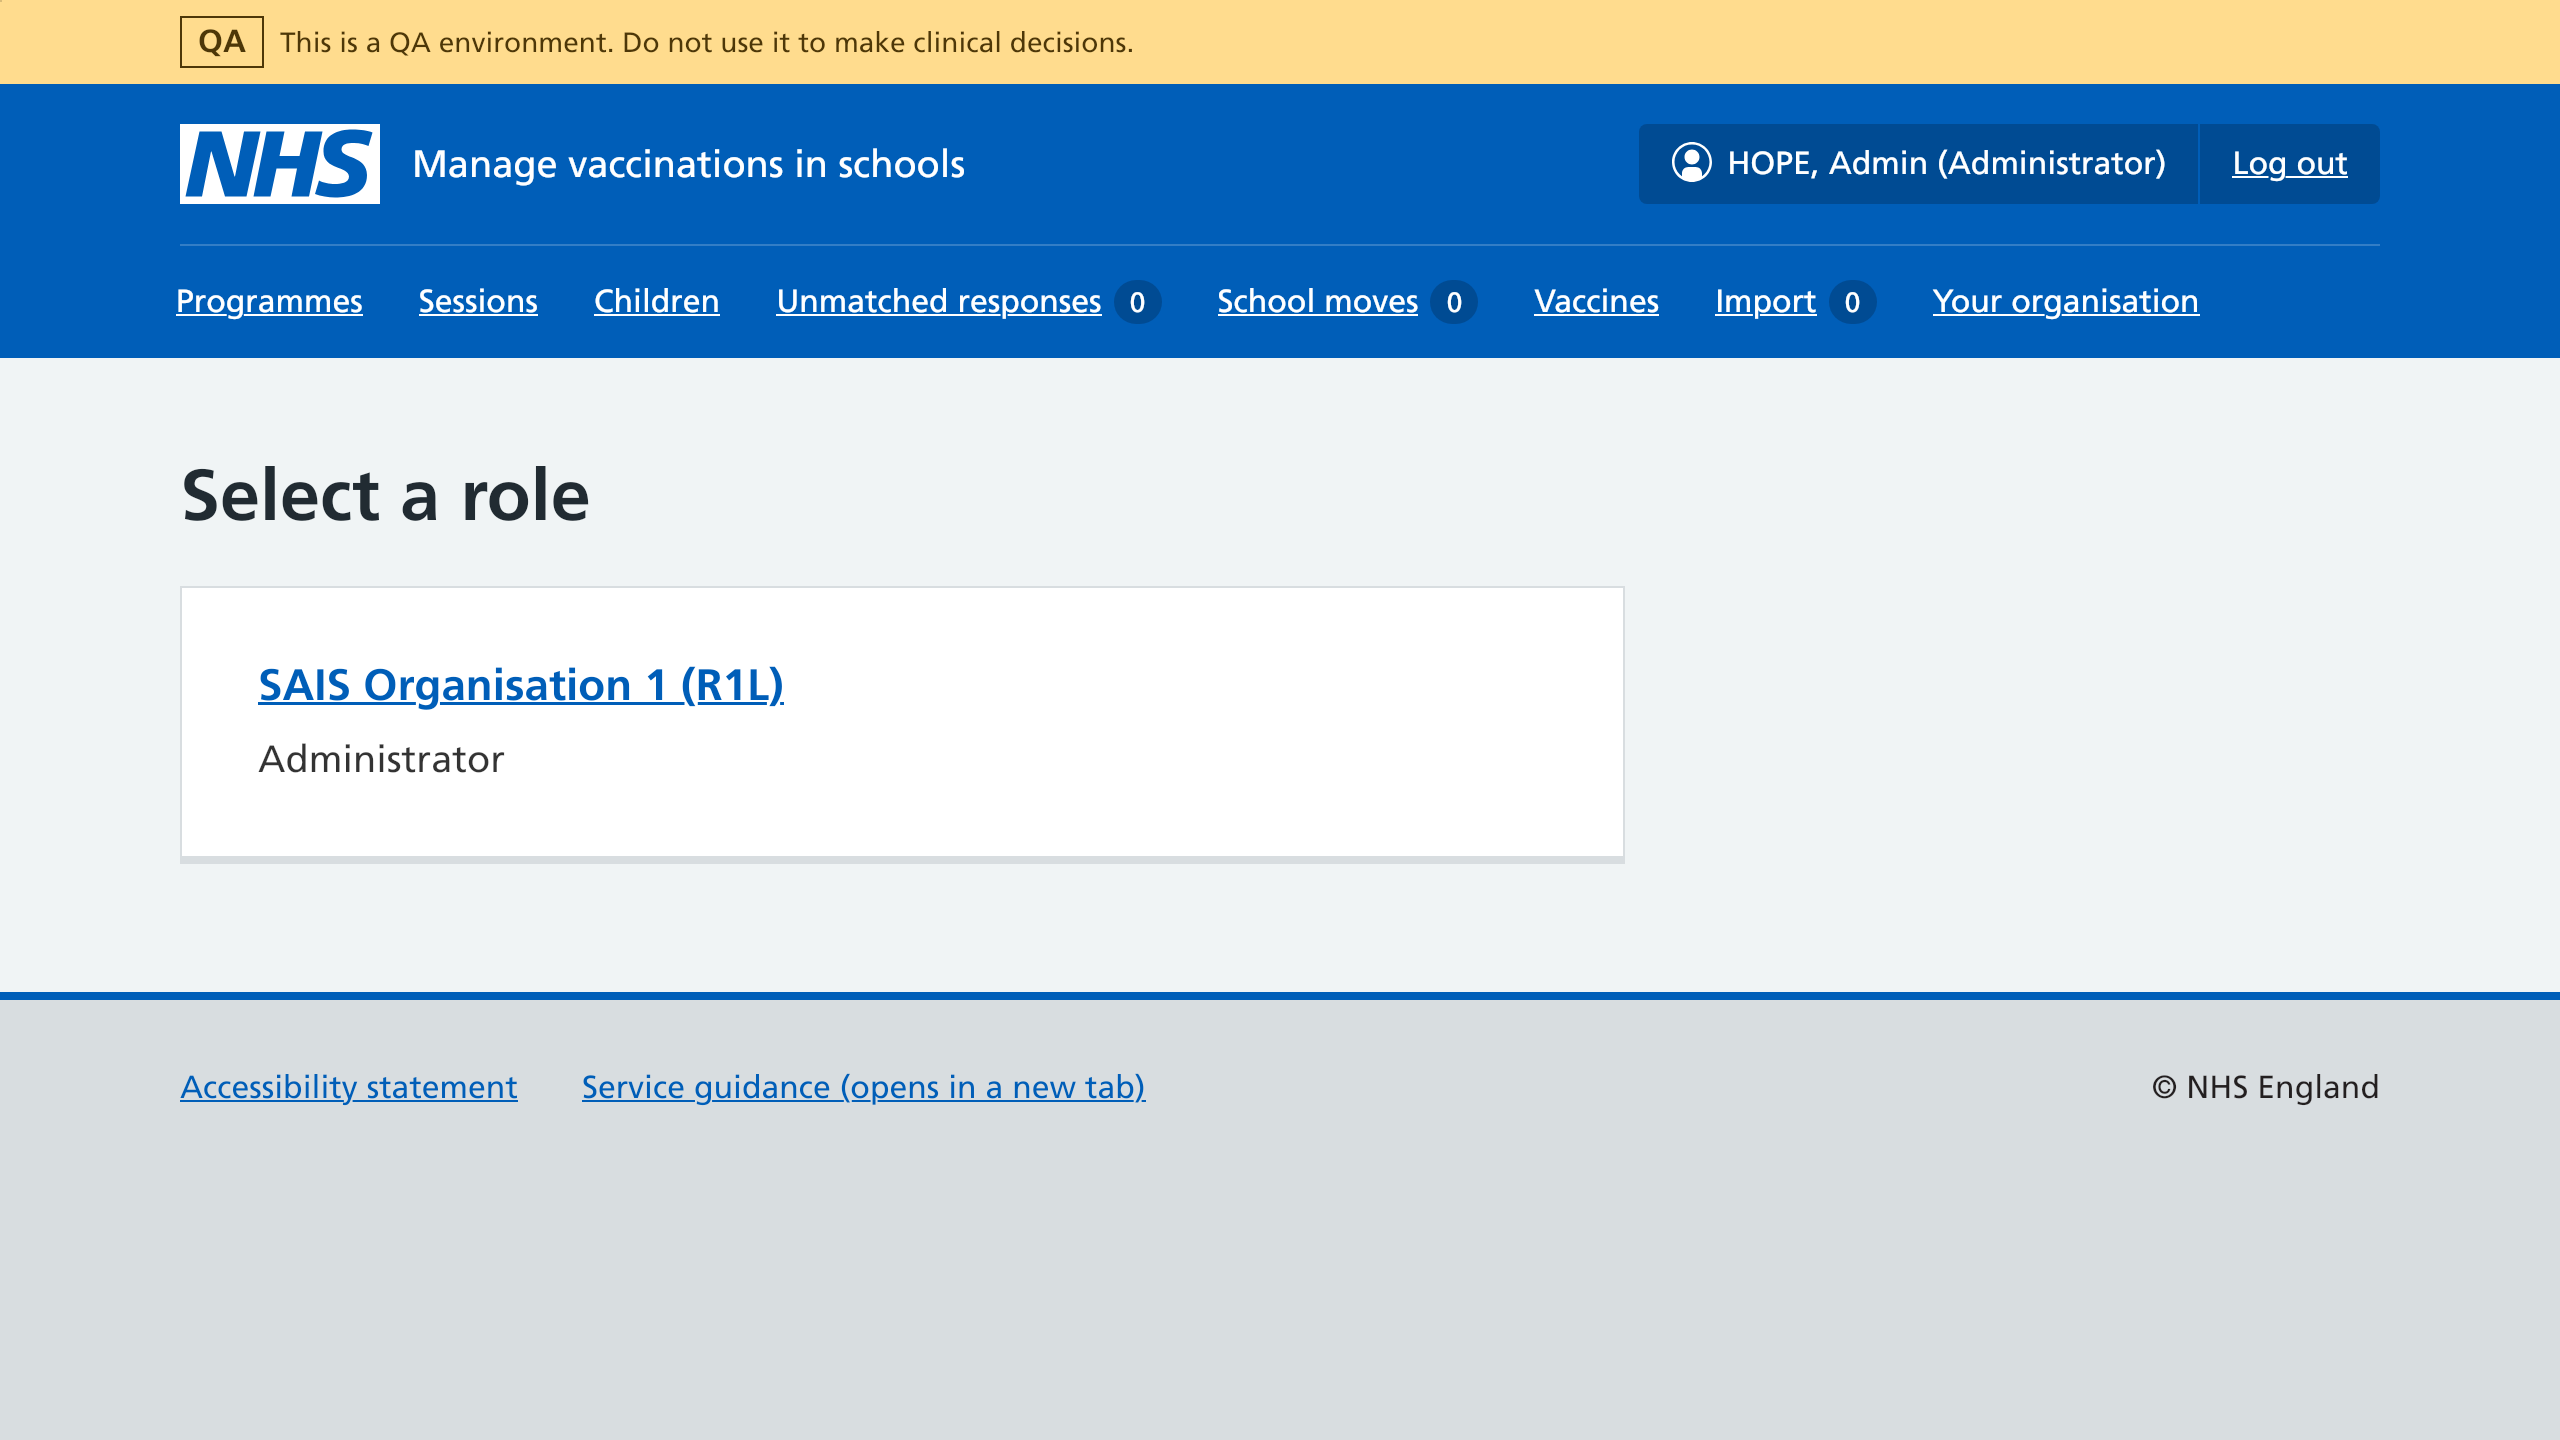 QA This is a QA environment. Do not use it to make clinical decisions.
NHS Manage vaccinations in schools HOPE, Admin (Administrator) Log out
Programmes Sessions Children Unmatched responses 0 School moves 0 Vaccines Import 0 Your organisation
Select a role
SAIS Organisation 1 (R1L)
Administrator
Accessibility statement Service guidance (opens in a new tab) © NHS England